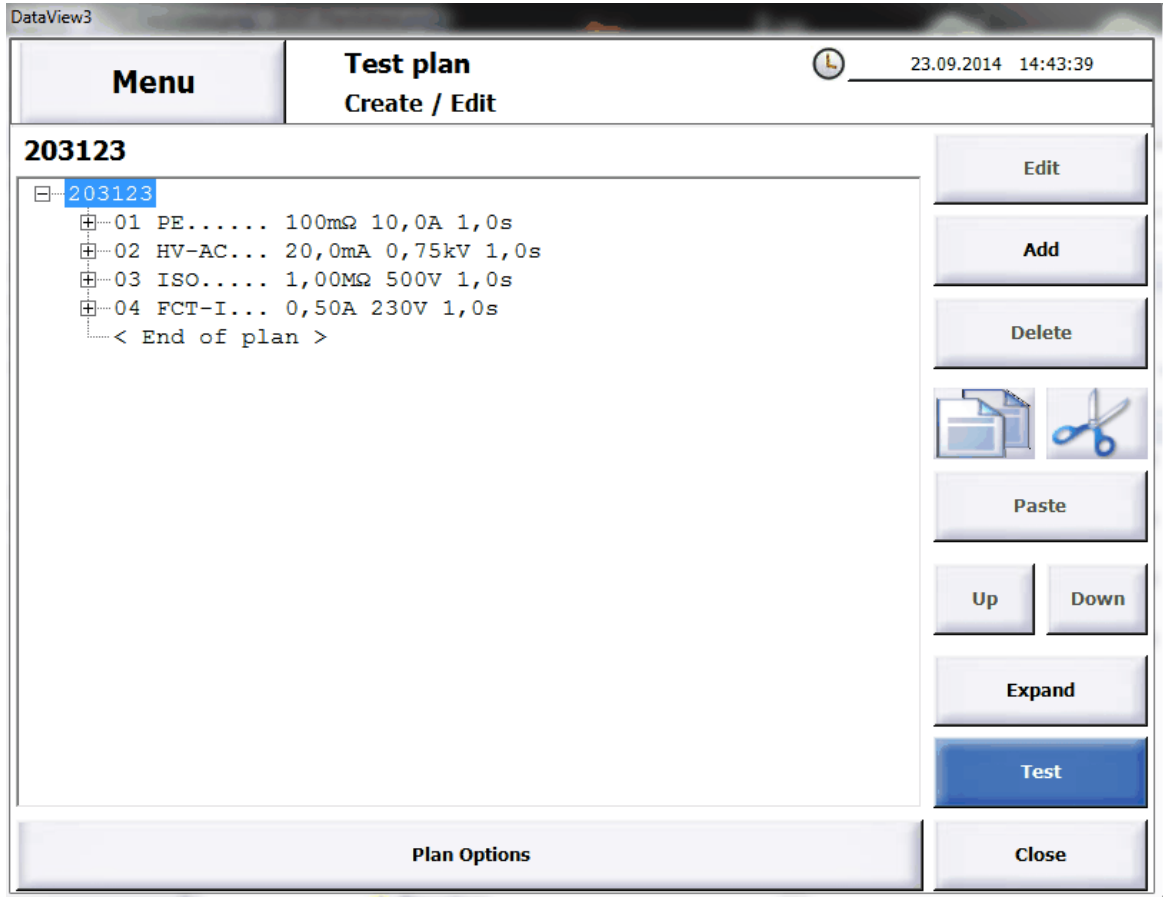 DataView3
Menu
Test plan
Create / Edit
23.09.2014 14:43:39
203123
203123
01 PE...... 100mΩ 10,0A 1,0s
02 HV-AC... 20,0mA 0,75kV 1,0s
03 ISO..... 1,00MΩ 500V 1,0s
04 FCT-I... 0,50A 230V 1,0s
< End of plan >
Edit
Add
Delete
Paste
Up Down
Expand
Test
Plan Options
Close